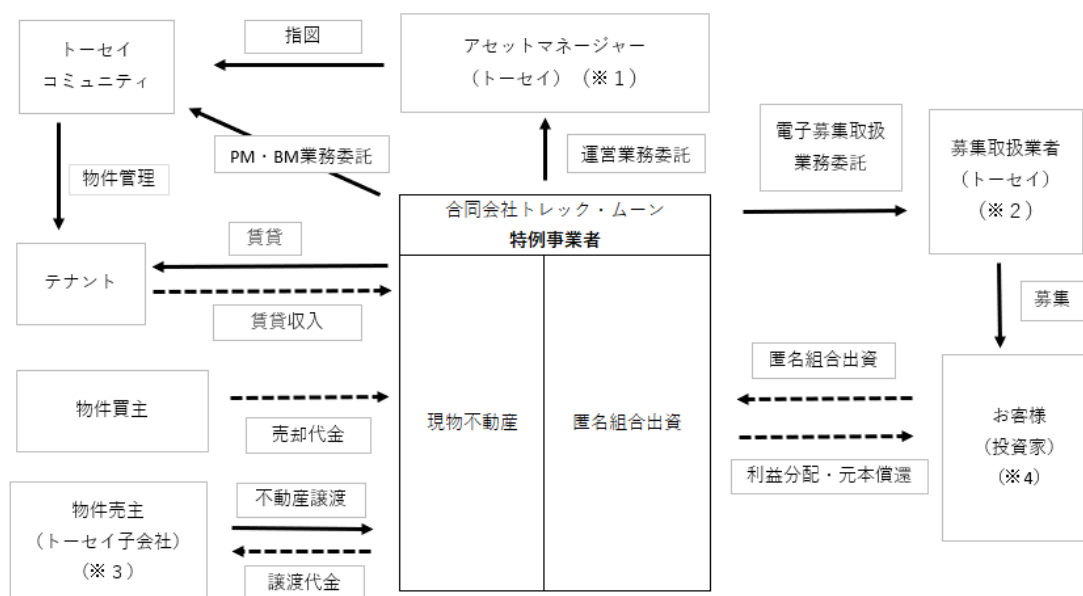 トーセイ
コミュニティ
指図
アセットマネージャー
（トーセイ）（※１）
PM・BM業務委託
運営業務委託
電子募集取扱
業務委託
募集取扱業者
（トーセイ）
（※２）
物件管理
合同会社トレック・ムーン
特例事業者
賃貸
テナント
賃貸収入
募集
物件買主
売却代金
現物不動産
匿名組合出資
匿名組合出資
利益分配・元本償還
お客様
（投資家）
（※4）
物件売主
（トーセイ子会社）
（※３）
不動産譲渡
譲渡代金